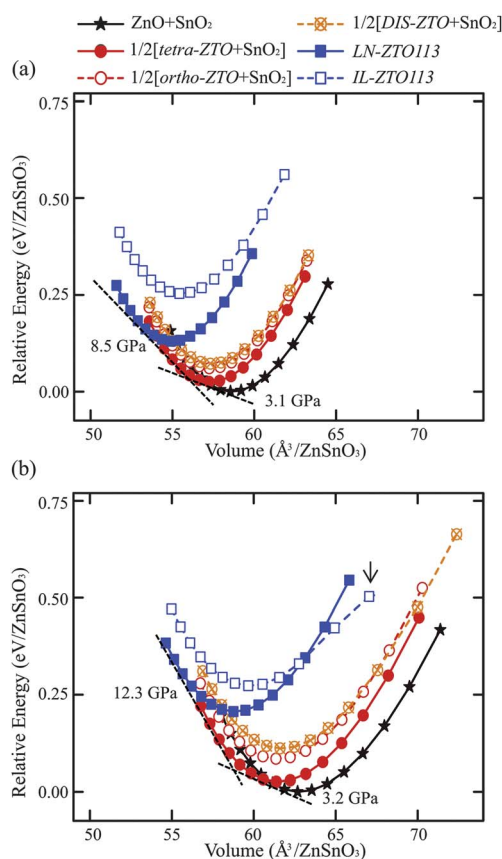 ZnO+SnO₂
1/2[DIS-ZTO+SnO₂]
1/2[tetra-ZTO+SnO₂]
LN-ZTO113
1/2[ortho-ZTO+SnO₂]
IL-ZTO113
(a)
0.75
0.50
0.25
0.00
Relative Energy (eV/ZnSnO₃)
8.5 GPa
3.1 GPa
50 55 60 65 70
Volume (Å³/ZnSnO₃)
(b)
0.75
0.50
0.25
0.00
Relative Energy (eV/ZnSnO₃)
12.3 GPa
3.2 GPa
50 55 60 65 70
Volume (Å³/ZnSnO₃)